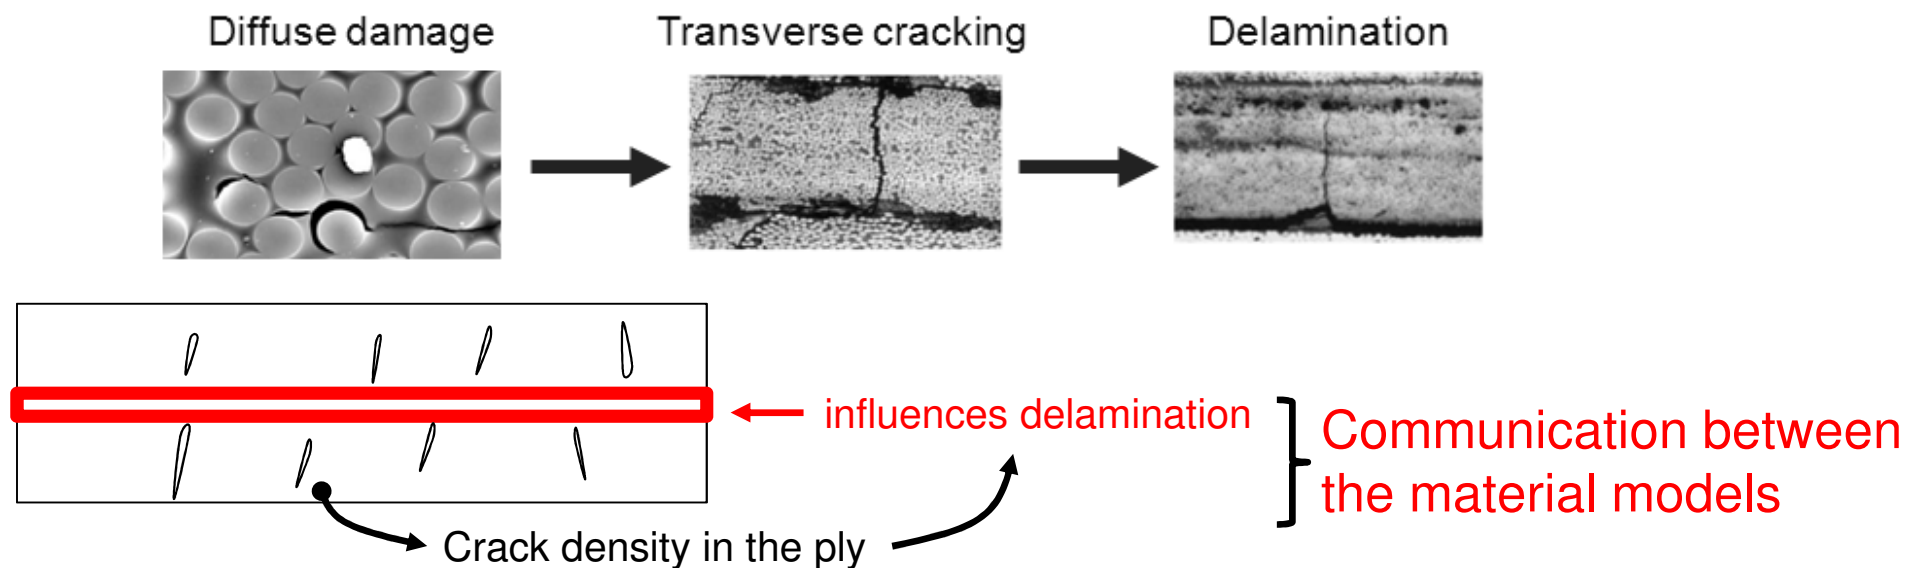 Diffuse damage
Transverse cracking
Delamination
influences delamination
Communication between
the material models
Crack density in the ply